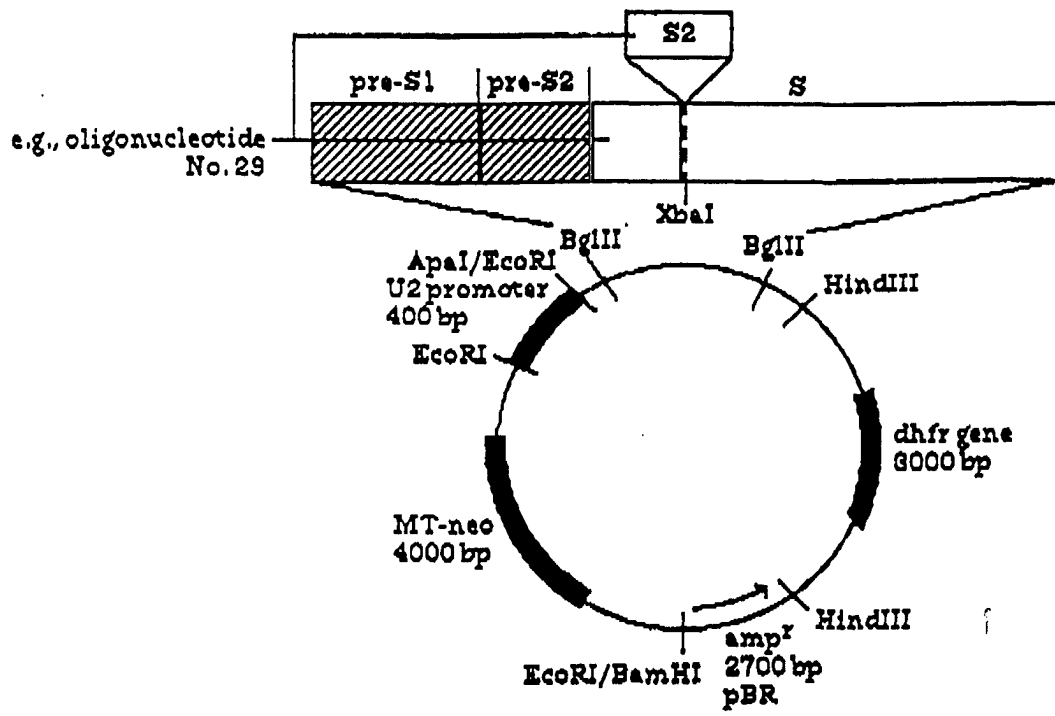 S2
pre-S1
pre-S2
S
e.g., oligonucleotide
No. 29
XbaI
BglII
BglII
ApaI/EcoRI
U2 promoter
400 bp
HindIII
EcoRI
dhfr gene
3000 bp
MT-neo
4000 bp
HindIII
amp^r
2700 bp
pBR
EcoRI/BamHI